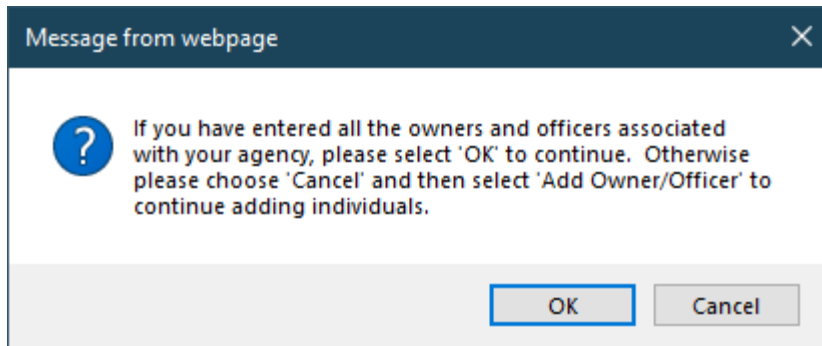 Message from webpage
?
If you have entered all the owners and officers associated
with your agency, please select 'OK' to continue.  Otherwise
please choose 'Cancel' and then select 'Add Owner/Officer' to
continue adding individuals.
OK
Cancel